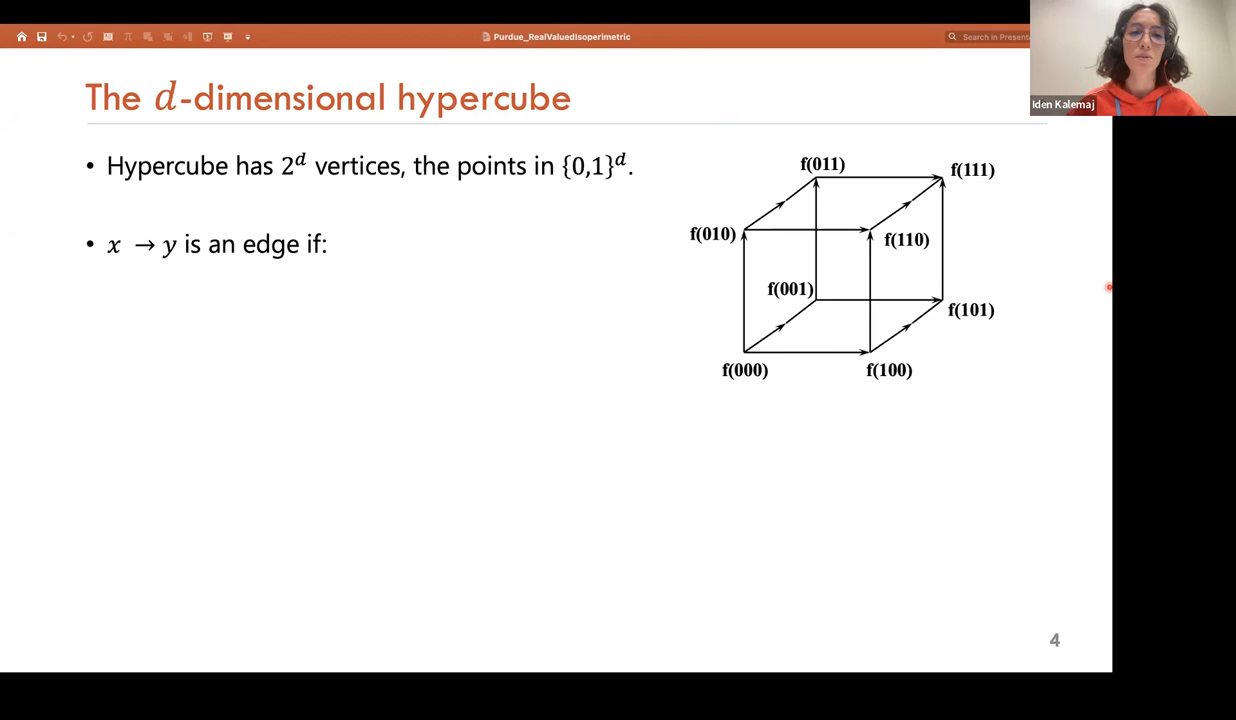 Purdue_RealValuedIsoperimetric
Search in Presenta
Iden Kalemaj
The d-dimensional hypercube
• Hypercube has 2^d vertices, the points in {0,1}^d.
• x → y is an edge if:
f(011)
f(111)
f(010)
f(110)
f(001)
f(101)
f(000)
f(100)
4